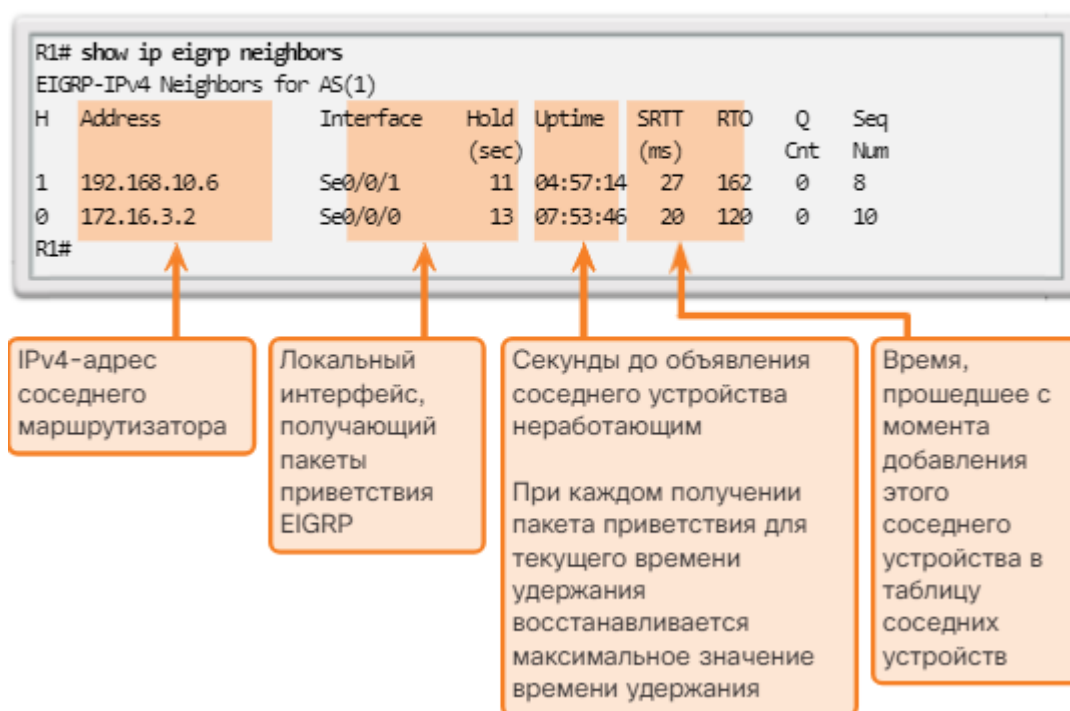 R1# show ip eigrp neighbors
EIGRP-IPv4 Neighbors for AS(1)
H Address Interface Hold Uptime SRTT RTO Q Seq
(sec) (ms) Cnt Num
1 192.168.10.6 Se0/0/1 11 04:57:14 27 162 0 8
0 172.16.3.2 Se0/0/0 13 07:53:46 20 120 0 10
R1#
IPv4-адрес
соседнего
маршрутизатора
Локальный
интерфейс,
получающий
пакеты
приветствия
EIGRP
Секунды до объявления
соседнего устройства
неработающим
При каждом получении
пакета приветствия для
текущего времени
удержания
восстанавливается
максимальное значение
времени удержания
Время,
прошедшее с
момента
добавления
этого
соседнего
устройства в
таблицу
соседних
устройств